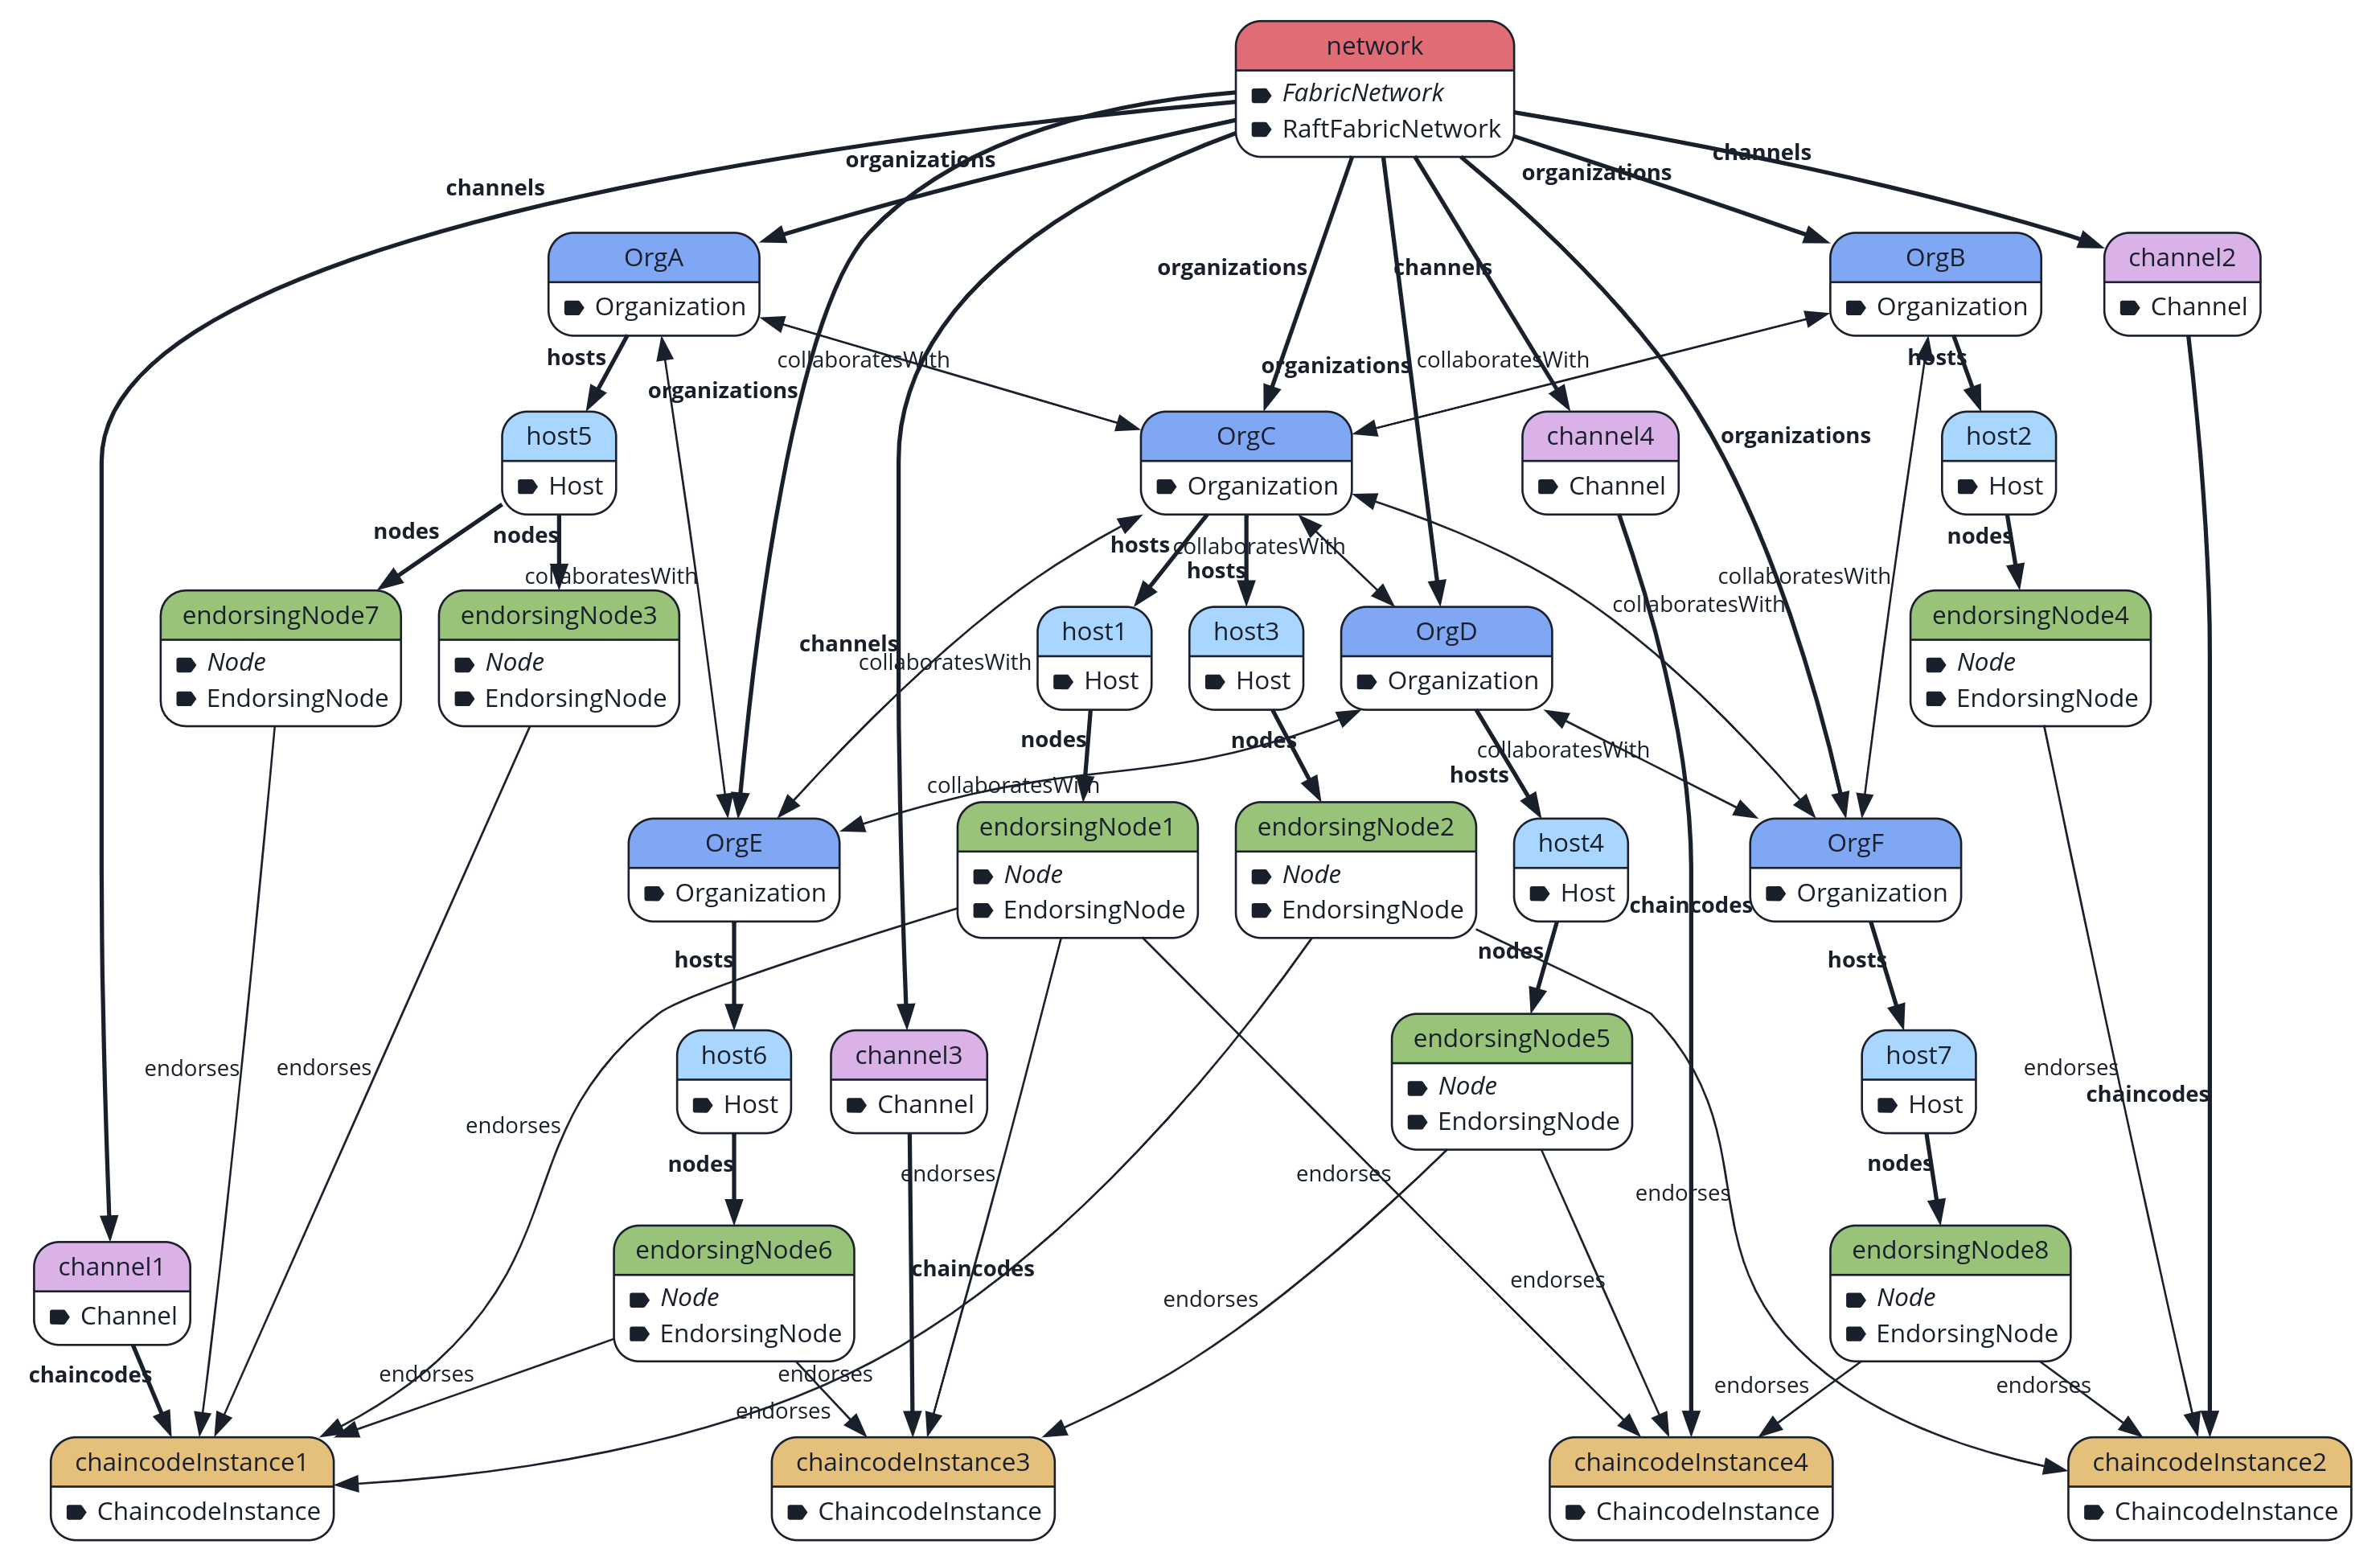 network
FabricNetwork
RaftFabricNetwork
channels
organizations
organizations
channels
OrgA
Organization
organizations
channels
OrgB
Organization
channel2
Channel
hosts
organizations
collaboratesWith
organizations
collaboratesWith
hosts
host5
Host
OrgC
Organization
channel4
Channel
organizations
host2
Host
nodes
nodes
collaboratesWith
hosts
collaboratesWith
hosts
collaboratesWith
collaboratesWith
nodes
endorsingNode7
Node
EndorsingNode
endorsingNode3
Node
EndorsingNode
channels
collaboratesWith
host1
Host
host3
Host
OrgD
Organization
endorsingNode4
Node
EndorsingNode
nodes
nodes
collaboratesWith
hosts
collaboratesWith
OrgE
Organization
endorsingNode1
Node
EndorsingNode
endorsingNode2
Node
EndorsingNode
host4
Host
chaincodes
OrgF
Organization
hosts
nodes
hosts
endorses
endorses
host6
Host
channel3
Channel
endorsingNode5
Node
EndorsingNode
host7
Host
endorses
chaincodes
endorses
nodes
endorses
endorses
endorses
nodes
channel1
Channel
endorsingNode6
Node
EndorsingNode
chaincodes
endorses
endorses
endorsingNode8
Node
EndorsingNode
chaincodes
endorses
endorses
endorses
endorses
endorses
chaincodeInstance1
ChaincodeInstance
chaincodeInstance3
ChaincodeInstance
chaincodeInstance4
ChaincodeInstance
chaincodeInstance2
ChaincodeInstance